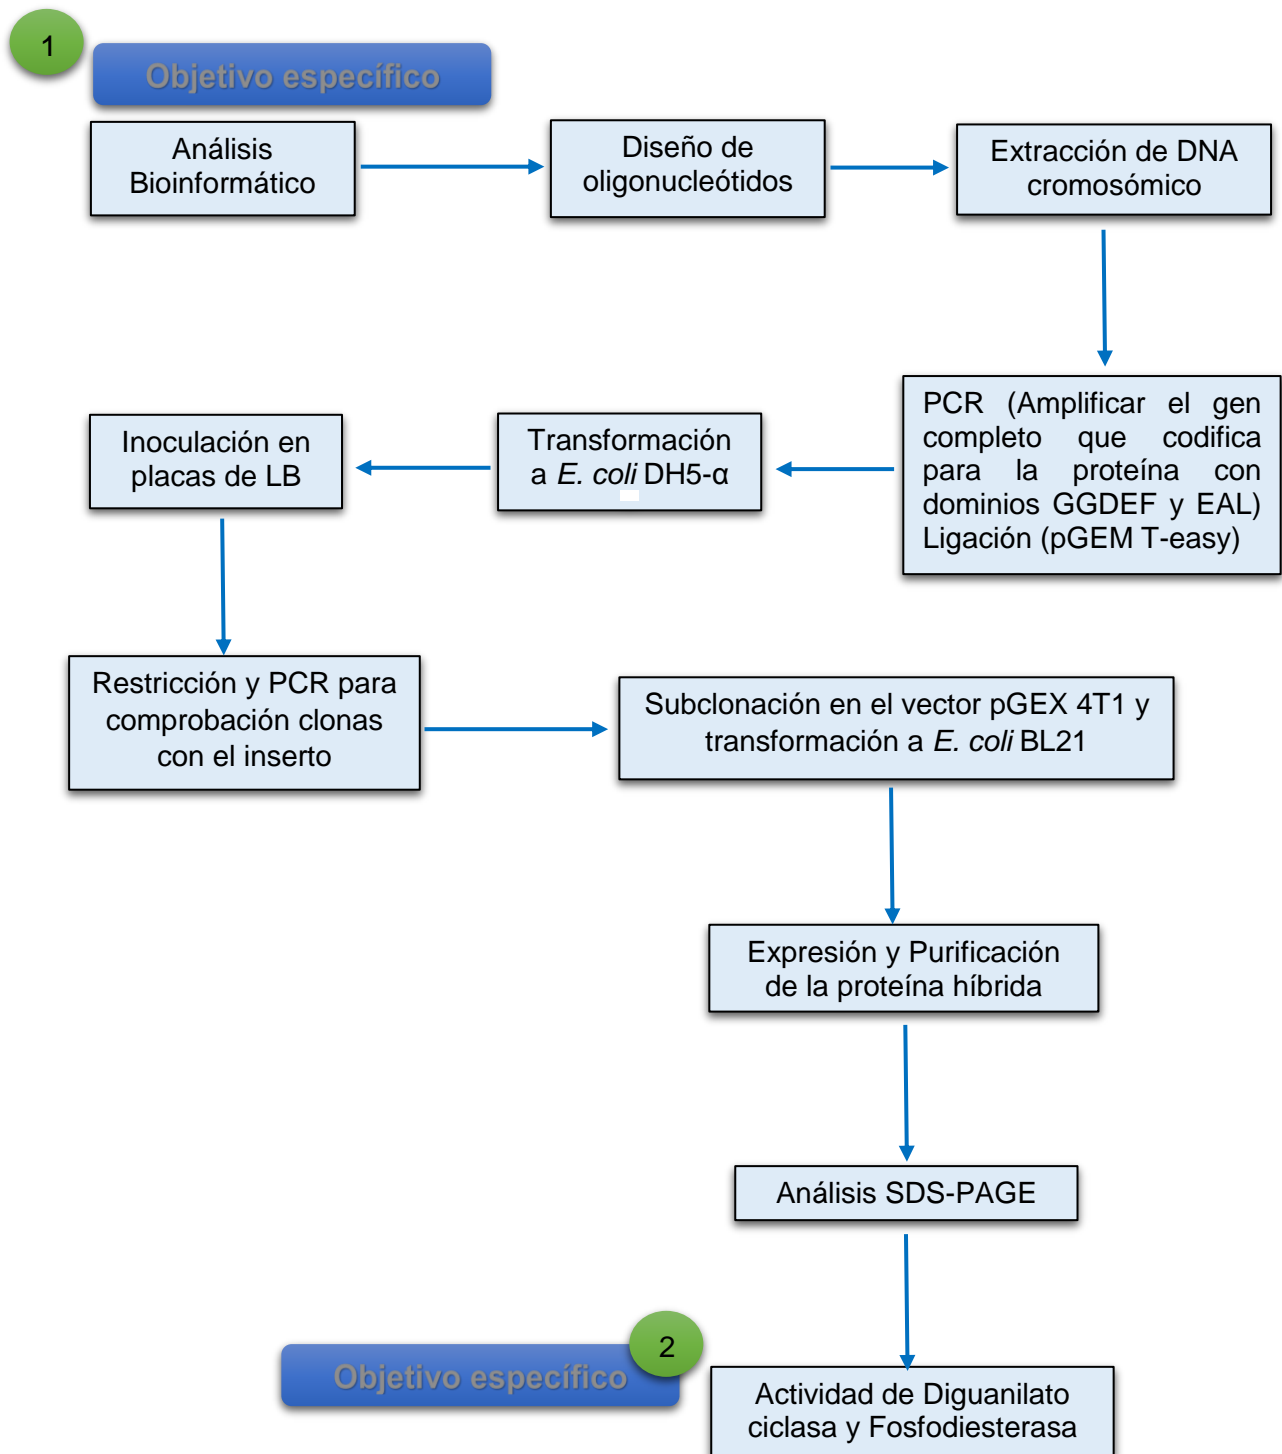 1
Objetivo específico
Análisis
Bioinformático
Diseño de
oligonucleótidos
Extracción de DNA
cromosómico
PCR (Amplificar el gen
completo que codifica
para la proteína con
dominios GGDEF y EAL)
Ligación (pGEM T-easy)
Transformación
a E. coli DH5-α
Inoculación en
placas de LB
Restricción y PCR para
comprobación clonas
con el inserto
Subclonación en el vector pGEX 4T1 y
transformación a E. coli BL21
Expresión y Purificación
de la proteína híbrida
Análisis SDS-PAGE
2
Objetivo específico
Actividad de Diguanilato
ciclasa y Fosfodiesterasa